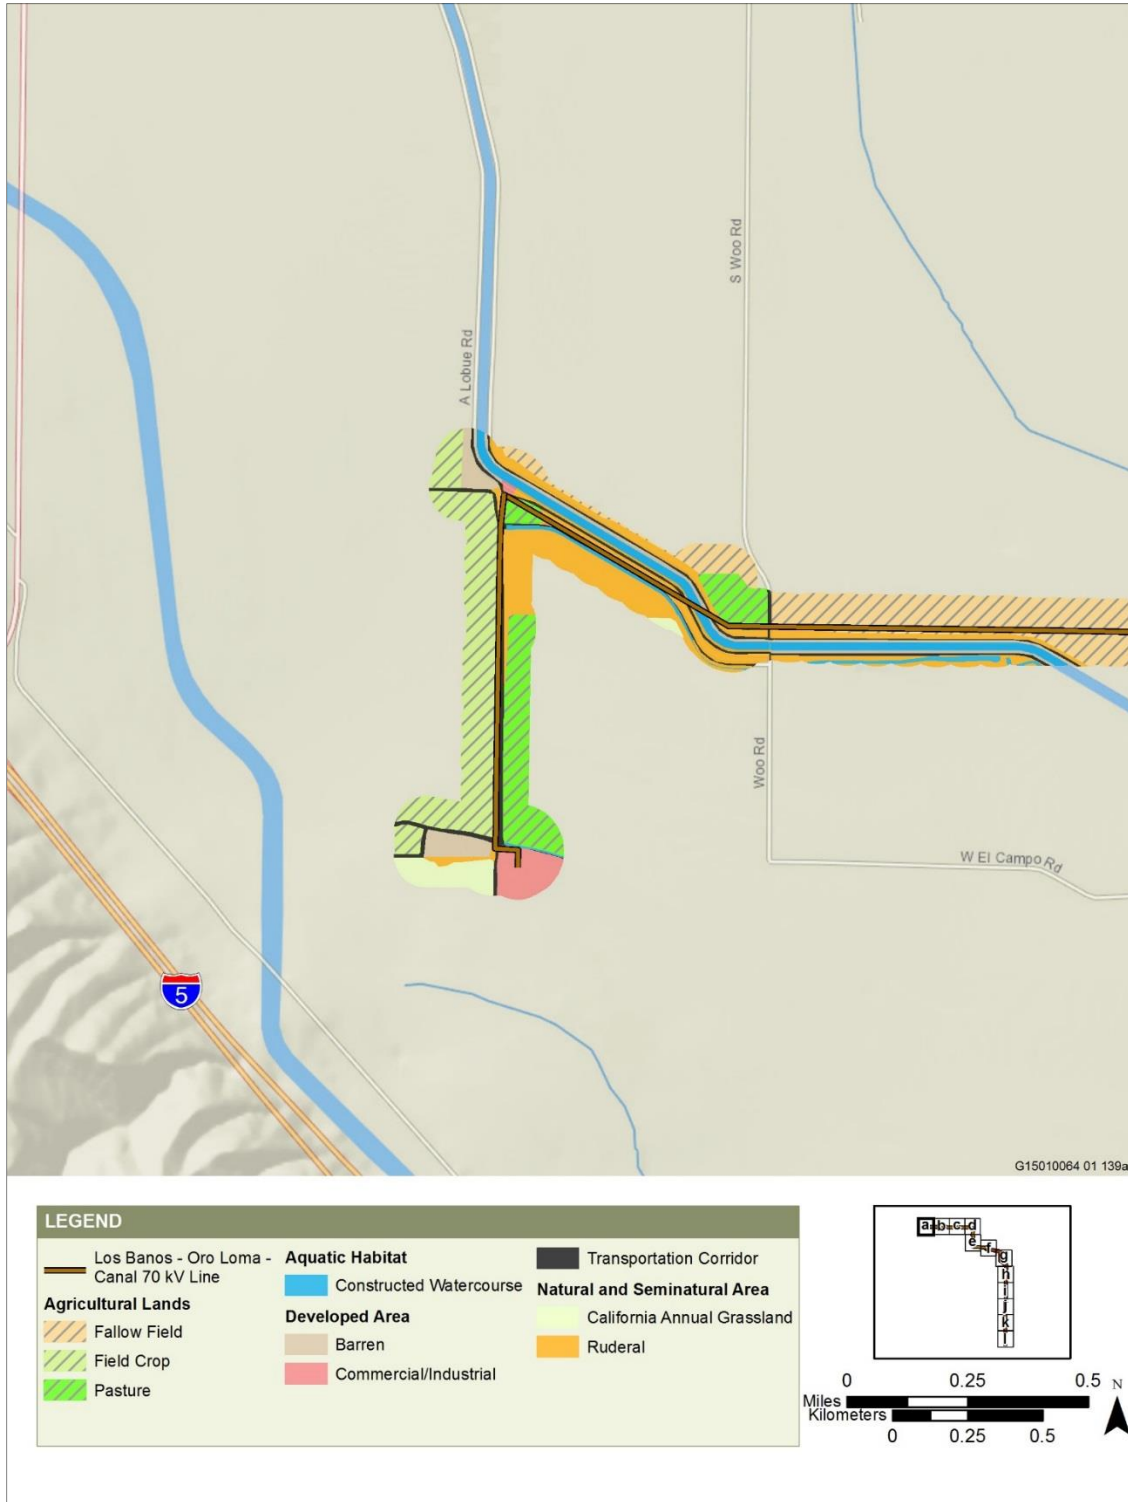 S Woo Rd
A Lobue Rd
Woo Rd
W El Campo Rd
5
G15010064 01 139a
LEGEND
Los Banos - Oro Loma -
Canal 70 kV Line
Agricultural Lands
Fallow Field
Field Crop
Pasture
Aquatic Habitat
Constructed Watercourse
Developed Area
Barren
Commercial/Industrial
Transportation Corridor
Natural and Seminatural Area
California Annual Grassland
Ruderal
a b c d
e f g
h
i
j
k
l
0 0.25 0.5
Miles
Kilometers
0 0.25 0.5
N